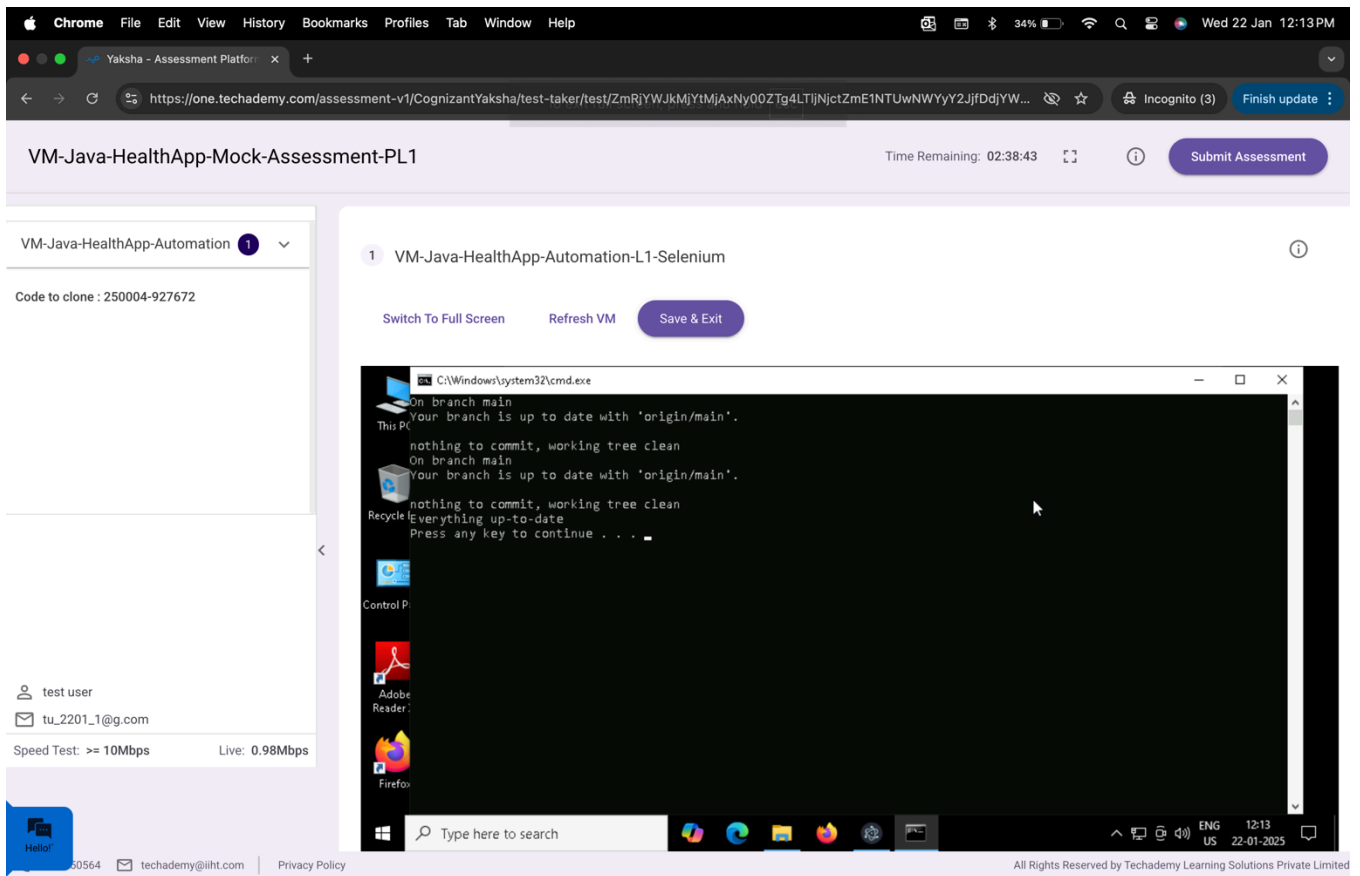 Chrome File Edit View History Bookmarks Profiles Tab Window Help 34% Wed 22 Jan 12:13 PM
Yaksha - Assessment Platform
https://one.techademy.com/assessment-v1/CognizantYaksha/test-taker/test/ZmRjYWJkMjYtMjAxNy00ZTg4LTljNjctZmE1NTUwNWYyY2JjfDdjYW... Incognito (3) Finish update
VM-Java-HealthApp-Mock-Assessment-PL1 Time Remaining: 02:38:43 Submit Assessment
VM-Java-HealthApp-Automation 1
Code to clone : 250004-927672
1 VM-Java-HealthApp-Automation-L1-Selenium
Switch To Full Screen Refresh VM Save & Exit
C:\Windows\system32\cmd.exe
On branch main
Your branch is up to date with 'origin/main'.
This PC
nothing to commit, working tree clean
On branch main
Your branch is up to date with 'origin/main'.
nothing to commit, working tree clean
Recycle
Everything up-to-date
Press any key to continue . . .
Control P
Adobe
Reader
Firefox
test user
tu_2201_1@g.com
Speed Test: >= 10Mbps Live: 0.98Mbps
Type here to search ENG US 12:13 22-01-2025
Hello!
50564 techademy@iiht.com Privacy Policy All Rights Reserved by Techademy Learning Solutions Private Limited